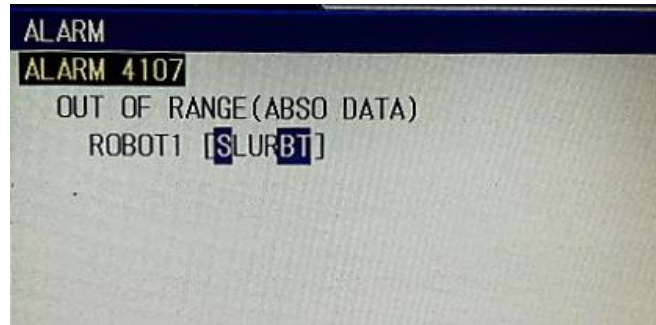 ALARM
ALARM 4107
OUT OF RANGE(ABSO DATA)
ROBOT1 [SLURBT]